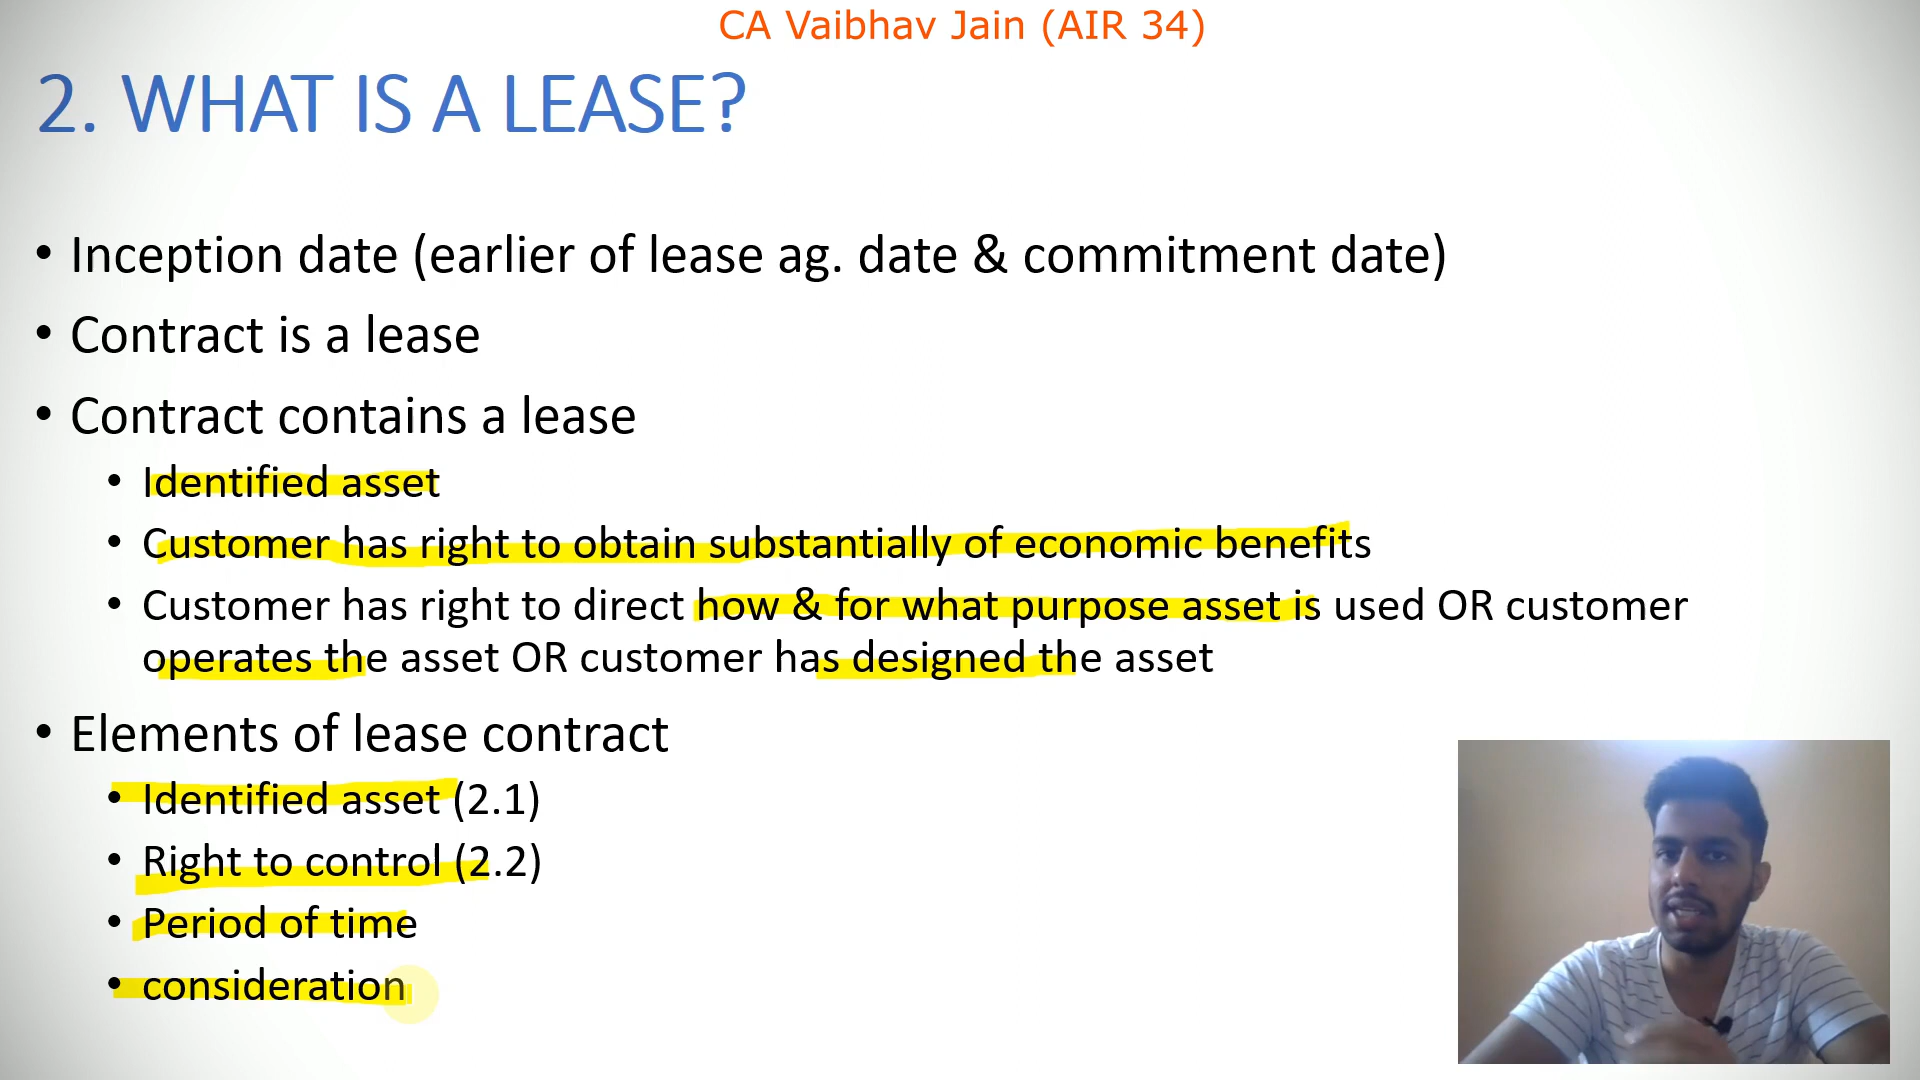 CA Vaibhav Jain (AIR 34)
2. WHAT IS A LEASE?
• Inception date (earlier of lease ag. date & commitment date)
• Contract is a lease
• Contract contains a lease
• Identified asset
• Customer has right to obtain substantially of economic benefits
• Customer has right to direct how & for what purpose asset is used OR customer
operates the asset OR customer has designed the asset
• Elements of lease contract
• Identified asset (2.1)
• Right to control (2.2)
• Period of time
• consideration